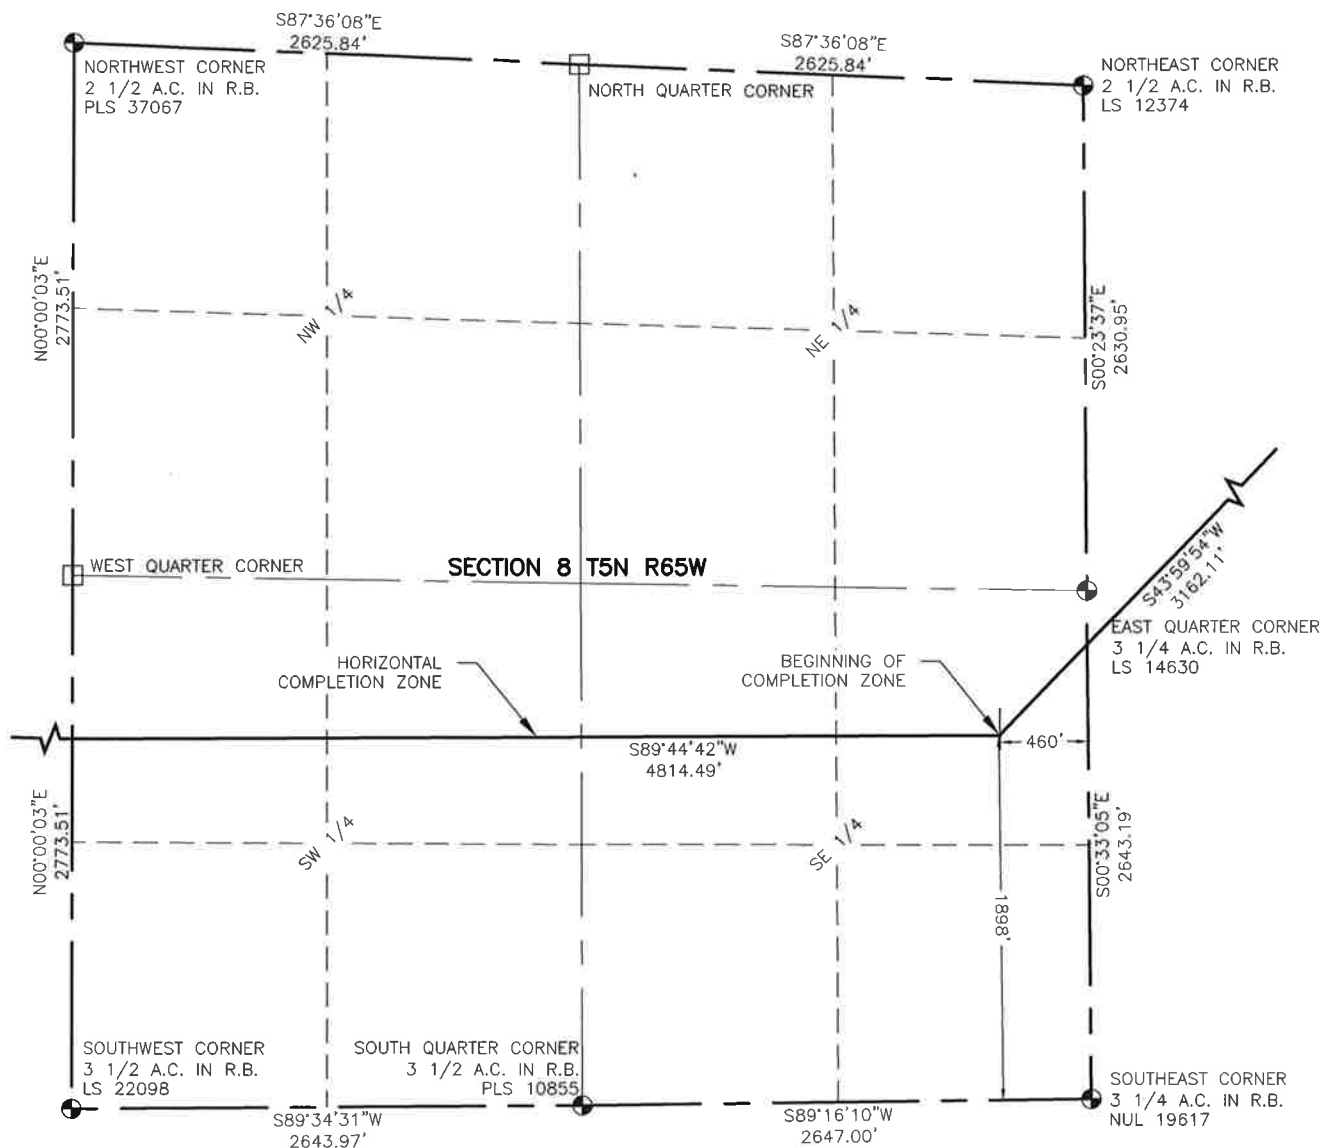 S87°36'08"E
2625.84'
S87°36'08"E
2625.84'
NORTHWEST CORNER
2 1/2 A.C. IN R.B.
PLS 37067
NORTH QUARTER CORNER
NORTHEAST CORNER
2 1/2 A.C. IN R.B.
LS 12374
N00°00'03"E
2773.51'
NW 1/4
NE 1/4
S00°23'37"E
2630.95'
WEST QUARTER CORNER
SECTION 8 T5N R65W
S43°59'54"W
3162.11'
EAST QUARTER CORNER
3 1/4 A.C. IN R.B.
LS 14630
HORIZONTAL
COMPLETION ZONE
BEGINNING OF
COMPLETION ZONE
S89°44'42"W
4814.49'
460'
N00°00'03"E
2773.51'
SW 1/4
SE 1/4
S00°33'05"E
2643.19'
1898'
SOUTHWEST CORNER
3 1/2 A.C. IN R.B.
LS 22098
SOUTH QUARTER CORNER
3 1/2 A.C. IN R.B.
PLS 10855
SOUTHEAST CORNER
3 1/4 A.C. IN R.B.
NUL 19617
S89°34'31"W
2643.97'
S89°16'10"W
2647.00'